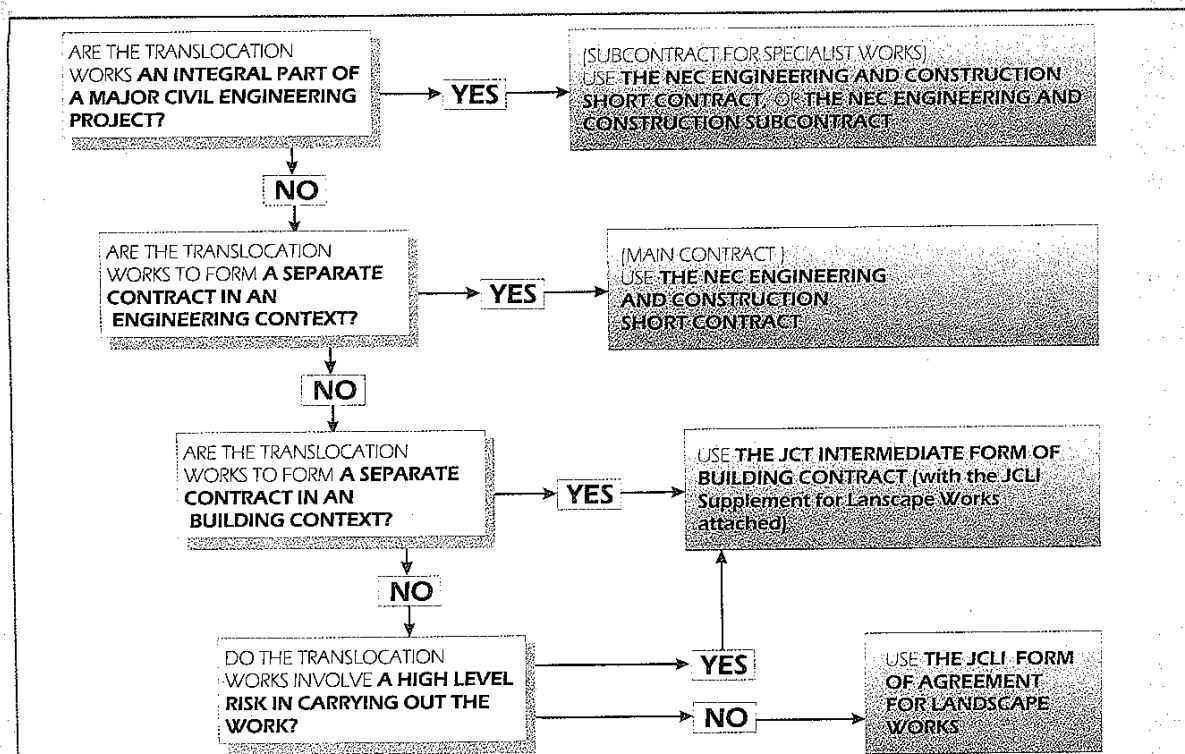 ARE THE TRANSLOCATION
WORKS AN INTEGRAL PART OF
A MAJOR CIVIL ENGINEERING
PROJECT?
YES
(SUBCONTRACT FOR SPECIALIST WORKS)
USE THE NEC ENGINEERING AND CONSTRUCTION
SHORT CONTRACT OR THE NEC ENGINEERING AND
CONSTRUCTION SUBCONTRACT
NO
ARE THE TRANSLOCATION
WORKS TO FORM A SEPARATE
CONTRACT IN AN
ENGINEERING CONTEXT?
YES
(MAIN CONTRACT )
USE THE NEC ENGINEERING
AND CONSTRUCTION
SHORT CONTRACT
NO
ARE THE TRANSLOCATION
WORKS TO FORM A SEPARATE
CONTRACT IN AN
BUILDING CONTEXT?
YES
USE THE JCT INTERMEDIATE FORM OF
BUILDING CONTRACT (with the JCLI
Supplement for Lanscape Works
attached)
NO
DO THE TRANSLOCATION
WORKS INVOLVE A HIGH LEVEL
RISK IN CARRYING OUT THE
WORK?
YES
NO
USE THE JCLI FORM
OF AGREEMENT
FOR LANDSCAPE
WORKS